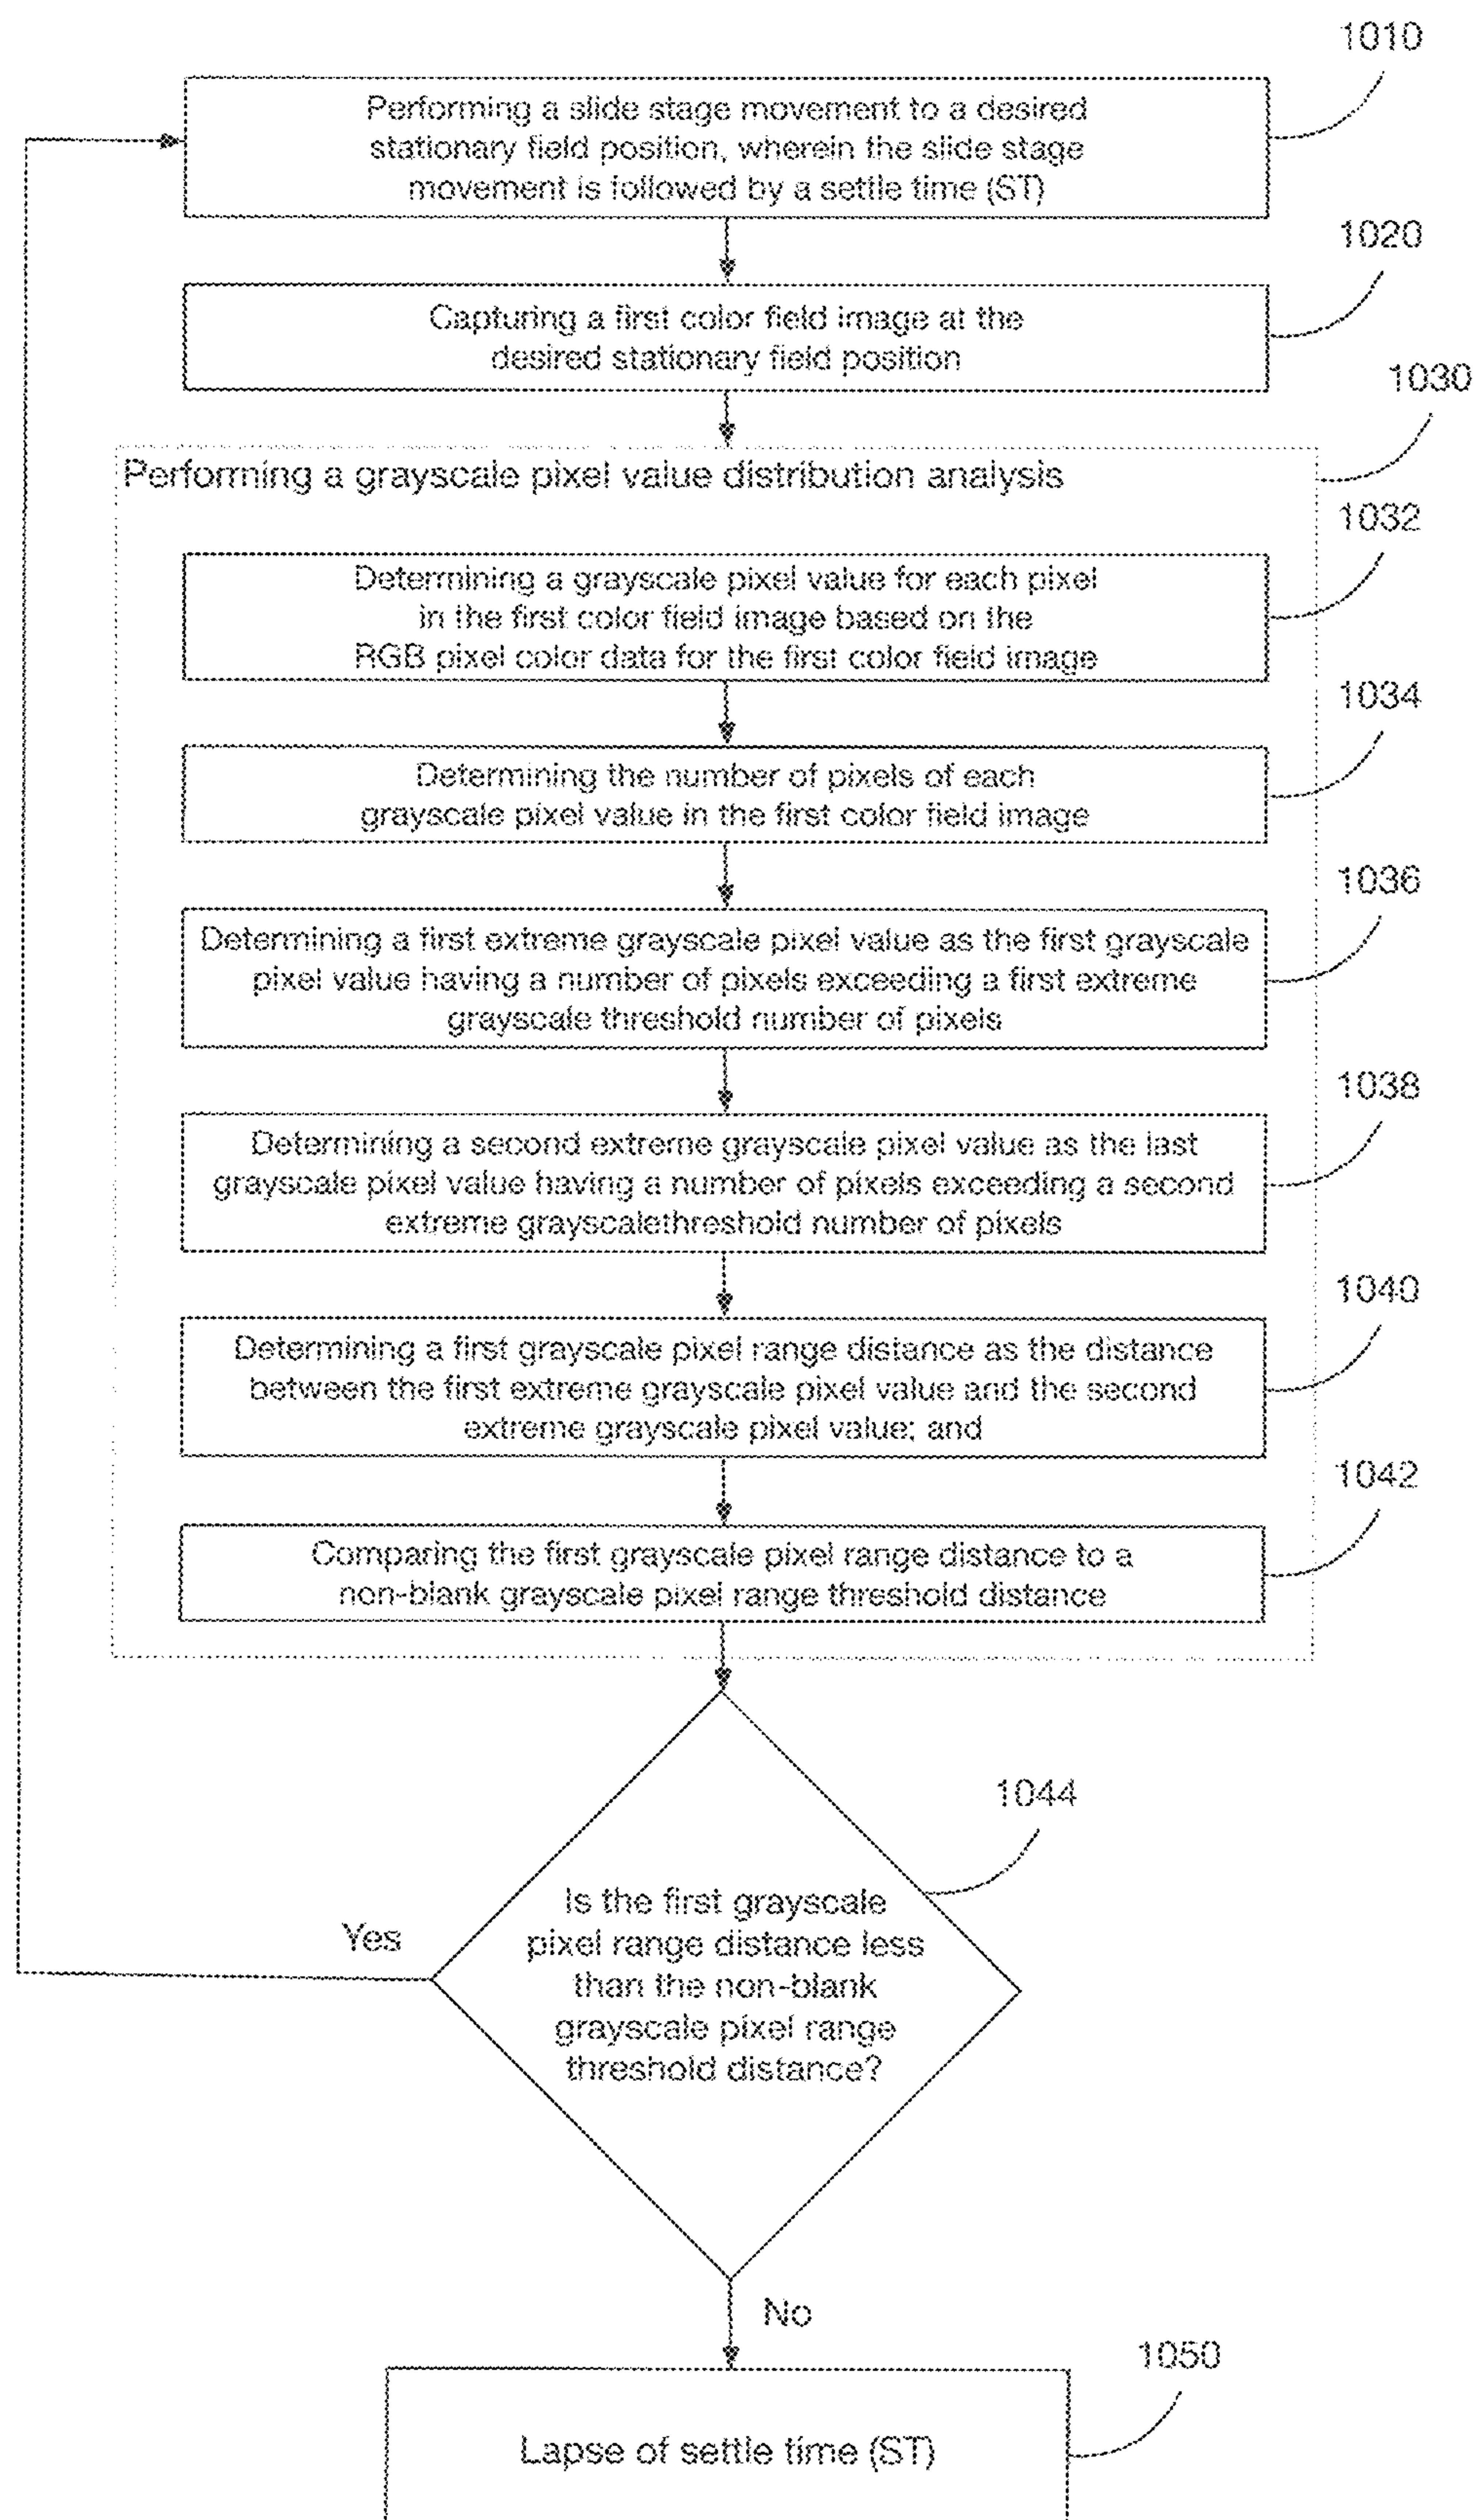 1010
Performing a slide stage movement to a desired
stationary field position, wherein the slide stage
movement is followed by a settle time (ST)
1020
Capturing a first color field image at the
desired stationary field position
1030
Performing a grayscale pixel value distribution analysis
1032
Determining a grayscale pixel value for each pixel
in the first color field image based on the
RGB pixel color data for the first color field image
1034
Determining the number of pixels of each
grayscale pixel value in the first color field image
1036
Determining a first extreme grayscale pixel value as the first grayscale
pixel value having a number of pixels exceeding a first extreme
grayscale threshold number of pixels
1038
Determining a second extreme grayscale pixel value as the last
grayscale pixel value having a number of pixels exceeding a second
extreme grayscalethreshold number of pixels
1040
Determining a first grayscale pixel range distance as the distance
between the first extreme grayscale pixel value and the second
extreme grayscale pixel value; and
1042
Comparing the first grayscale pixel range distance to a
non-blank grayscale pixel range threshold distance
1044
Is the first grayscale
pixel range distance less
than the non-blank
grayscale pixel range
threshold distance?
Yes
No
1050
Lapse of settle time (ST)